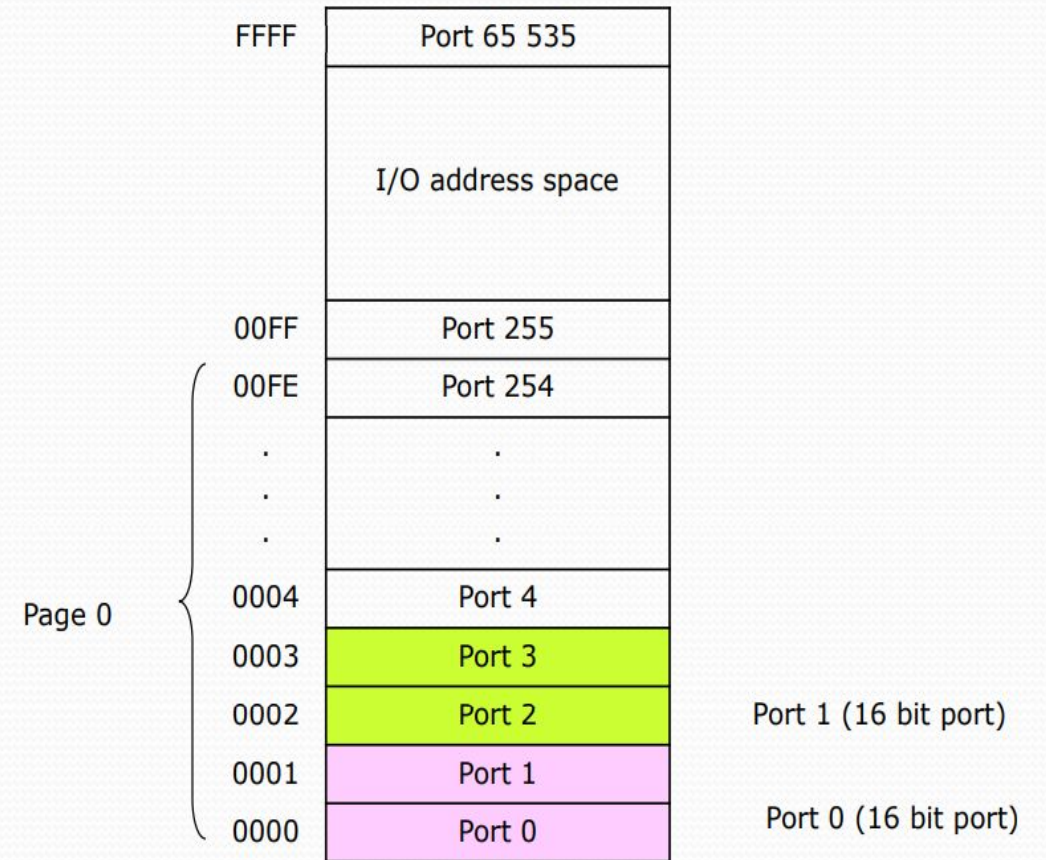 FFFF Port 65 535
I/O address space
00FF Port 255
00FE Port 254
. .
. .
. .
0004 Port 4
Page 0
0003 Port 3
0002 Port 2 Port 1 (16 bit port)
0001 Port 1
Port 0 (16 bit port)
0000 Port 0